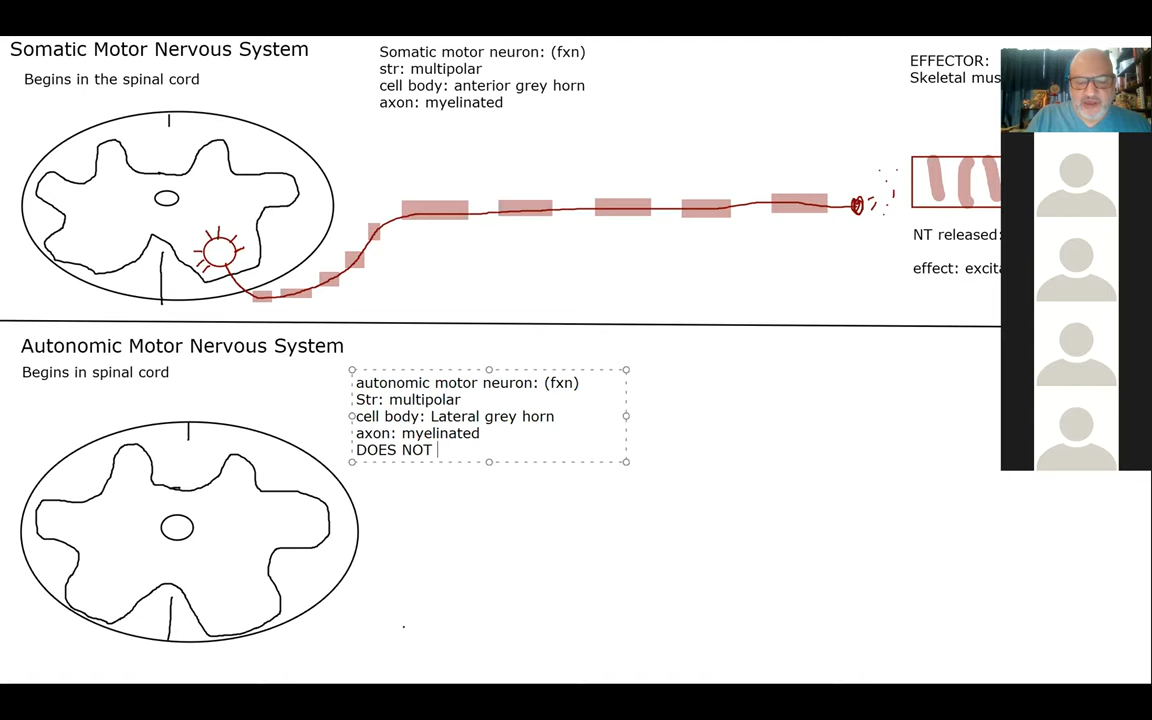 Somatic Motor Nervous System
Begins in the spinal cord
Somatic motor neuron: (fxn)
str: multipolar
cell body: anterior grey horn
axon: myelinated
EFFECTOR:
Skeletal mus
NT released:
effect: excita
Autonomic Motor Nervous System
Begins in spinal cord
autonomic motor neuron: (fxn)
Str: multipolar
cell body: Lateral grey horn
axon: myelinated
DOES NOT